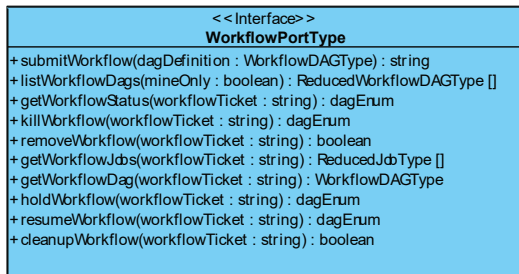 <<Interface>>
WorkflowPortType
+submitWorkflow(dagDefinition : WorkflowDAGType) : string
+listWorkflowDags(mineOnly : boolean) : ReducedWorkflowDAGType []
+getWorkflowStatus(workflowTicket : string) : dagEnum
+killWorkflow(workflowTicket : string) : dagEnum
+removeWorkflow(workflowTicket : string) : boolean
+getWorkflowJobs(workflowTicket : string) : ReducedJobType []
+getWorkflowDag(workflowTicket : string) : WorkflowDAGType
+holdWorkflow(workflowTicket : string) : dagEnum
+resumeWorkflow(workflowTicket : string) : dagEnum
+cleanupWorkflow(workflowTicket : string) : boolean